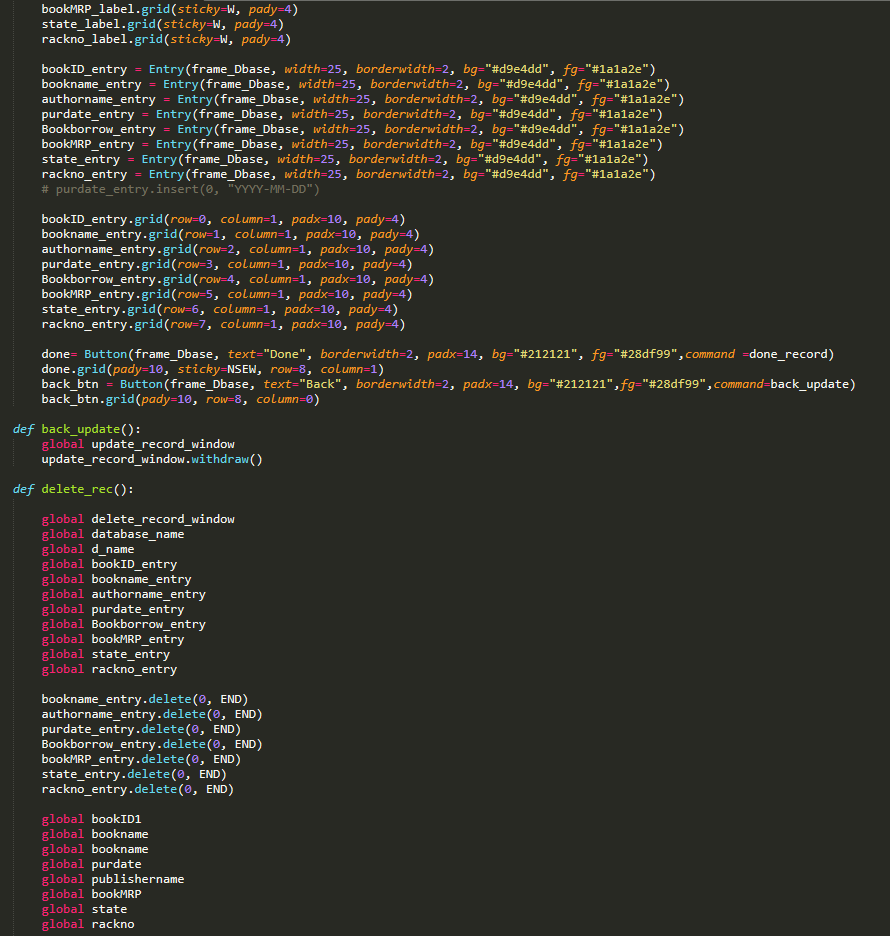 bookMRP_label.grid(sticky=W, pady=4)
state_label.grid(sticky=W, pady=4)
rackno_label.grid(sticky=W, pady=4)
bookID_entry = Entry(frame_Dbase, width=25, borderwidth=2, bg="#d9e4dd", fg="#1a1a2e")
bookname_entry = Entry(frame_Dbase, width=25, borderwidth=2, bg="#d9e4dd", fg="#1a1a2e")
authorname_entry = Entry(frame_Dbase, width=25, borderwidth=2, bg="#d9e4dd", fg="#1a1a2e")
purdate_entry = Entry(frame_Dbase, width=25, borderwidth=2, bg="#d9e4dd", fg="#1a1a2e")
Bookborrow_entry = Entry(frame_Dbase, width=25, borderwidth=2, bg="#d9e4dd", fg="#1a1a2e")
bookMRP_entry = Entry(frame_Dbase, width=25, borderwidth=2, bg="#d9e4dd", fg="#1a1a2e")
state_entry = Entry(frame_Dbase, width=25, borderwidth=2, bg="#d9e4dd", fg="#1a1a2e")
rackno_entry = Entry(frame_Dbase, width=25, borderwidth=2, bg="#d9e4dd", fg="#1a1a2e")
# purdate_entry.insert(0, "YYYY-MM-DD")
bookID_entry.grid(row=0, column=1, padx=10, pady=4)
bookname_entry.grid(row=1, column=1, padx=10, pady=4)
authorname_entry.grid(row=2, column=1, padx=10, pady=4)
purdate_entry.grid(row=3, column=1, padx=10, pady=4)
Bookborrow_entry.grid(row=4, column=1, padx=10, pady=4)
bookMRP_entry.grid(row=5, column=1, padx=10, pady=4)
state_entry.grid(row=6, column=1, padx=10, pady=4)
rackno_entry.grid(row=7, column=1, padx=10, pady=4)
done= Button(frame_Dbase, text="Done", borderwidth=2, padx=14, bg="#212121", fg="#28df99",command =done_record)
done.grid(pady=10, sticky=NSEW, row=8, column=1)
back_btn = Button(frame_Dbase, text="Back", borderwidth=2, padx=14, bg="#212121",fg="#28df99",command=back_update)
back_btn.grid(pady=10, row=8, column=0)
def back_update():
global update_record_window
update_record_window.withdraw()
def delete_rec():
global delete_record_window
global database_name
global d_name
global bookID_entry
global bookname_entry
global authorname_entry
global purdate_entry
global Bookborrow_entry
global bookMRP_entry
global state_entry
global rackno_entry
bookname_entry.delete(0, END)
authorname_entry.delete(0, END)
purdate_entry.delete(0, END)
Bookborrow_entry.delete(0, END)
bookMRP_entry.delete(0, END)
state_entry.delete(0, END)
rackno_entry.delete(0, END)
global bookID1
global bookname
global bookname
global purdate
global publishername
global bookMRP
global state
global rackno